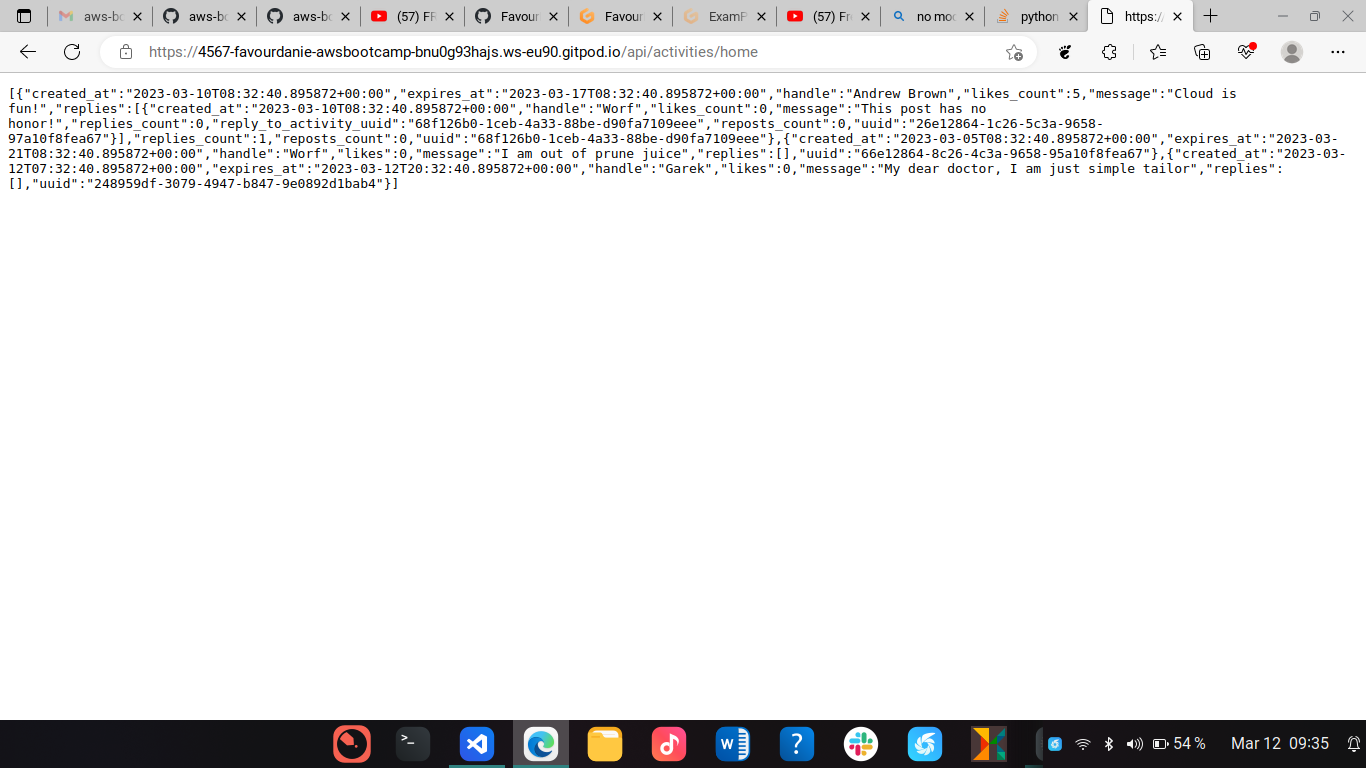 aws-bo
aws-bo
aws-bo
(57) FR
Favour
Favour
ExamP
(57) Fre
no mod
python
https:/
https://4567-favourdanie-awsbootcamp-bnu0g93hajs.ws-eu90.gitpod.io/api/activities/home
[{"created_at":"2023-03-10T08:32:40.895872+00:00","expires_at":"2023-03-17T08:32:40.895872+00:00","handle":"Andrew Brown","likes_count":5,"message":"Cloud is
fun!","replies":[{"created_at":"2023-03-10T08:32:40.895872+00:00","handle":"Worf","likes_count":0,"message":"This post has no
honor!","replies_count":0,"reply_to_activity_uuid":"68f126b0-1ceb-4a33-88be-d90fa7109eee","reposts_count":0,"uuid":"26e12864-1c26-5c3a-9658-
97a10f8fea67"}],"replies_count":1,"reposts_count":0,"uuid":"68f126b0-1ceb-4a33-88be-d90fa7109eee"},{"created_at":"2023-03-05T08:32:40.895872+00:00","expires_at":"2023-03-
21T08:32:40.895872+00:00","handle":"Worf","likes":0,"message":"I am out of prune juice","replies":[],"uuid":"66e12864-8c26-4c3a-9658-95a10f8fea67"},{"created_at":"2023-03-
12T07:32:40.895872+00:00","expires_at":"2023-03-12T20:32:40.895872+00:00","handle":"Garek","likes":0,"message":"My dear doctor, I am just simple tailor","replies":
[],"uuid":"248959df-3079-4947-b847-9e0892d1bab4"}]
54 %
Mar 12 09:35